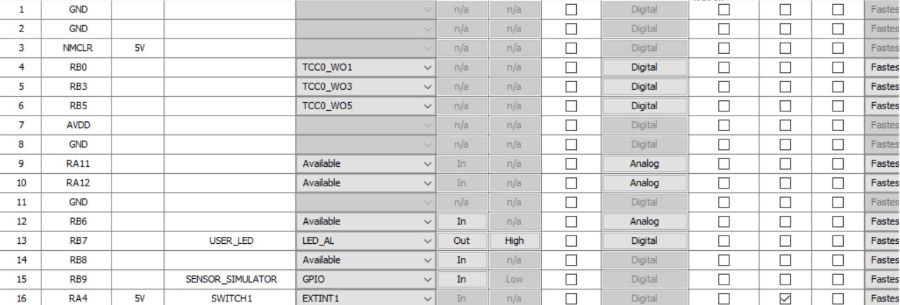 1 GND n/a n/a Digital Fastes
2 GND n/a n/a Digital Fastes
3 NMCLR 5V n/a n/a Digital Fastes
4 RB0 TCC0_WO1 n/a n/a Digital Fastes
5 RB3 TCC0_WO3 n/a n/a Digital Fastes
6 RB5 TCC0_WO5 n/a n/a Digital Fastes
7 AVDD n/a n/a Digital Fastes
8 GND n/a n/a Digital Fastes
9 RA11 Available In n/a Analog Fastes
10 RA12 Available In n/a Analog Fastes
11 GND n/a n/a Digital Fastes
12 RB6 Available In n/a Analog Fastes
13 RB7 USER_LED LED_AL Out High Digital Fastes
14 RB8 Available In n/a Digital Fastes
15 RB9 SENSOR_SIMULATOR GPIO In Low Digital Fastes
16 RA4 5V SWITCH1 EXTINT1 In n/a Digital Fastes